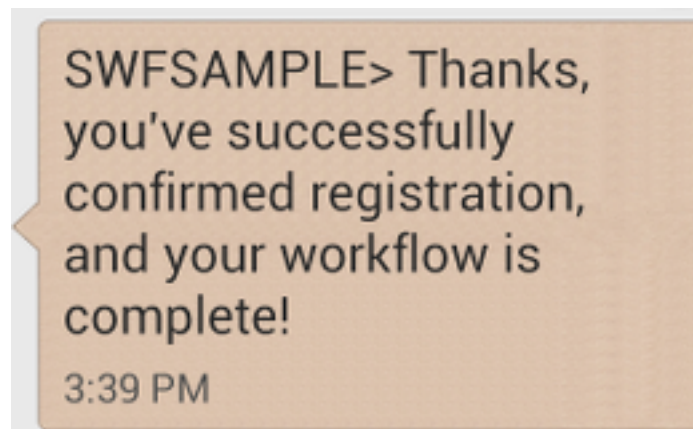 SWFSAMPLE> Thanks,
you've successfully
confirmed registration,
and your workflow is
complete!
3:39 PM